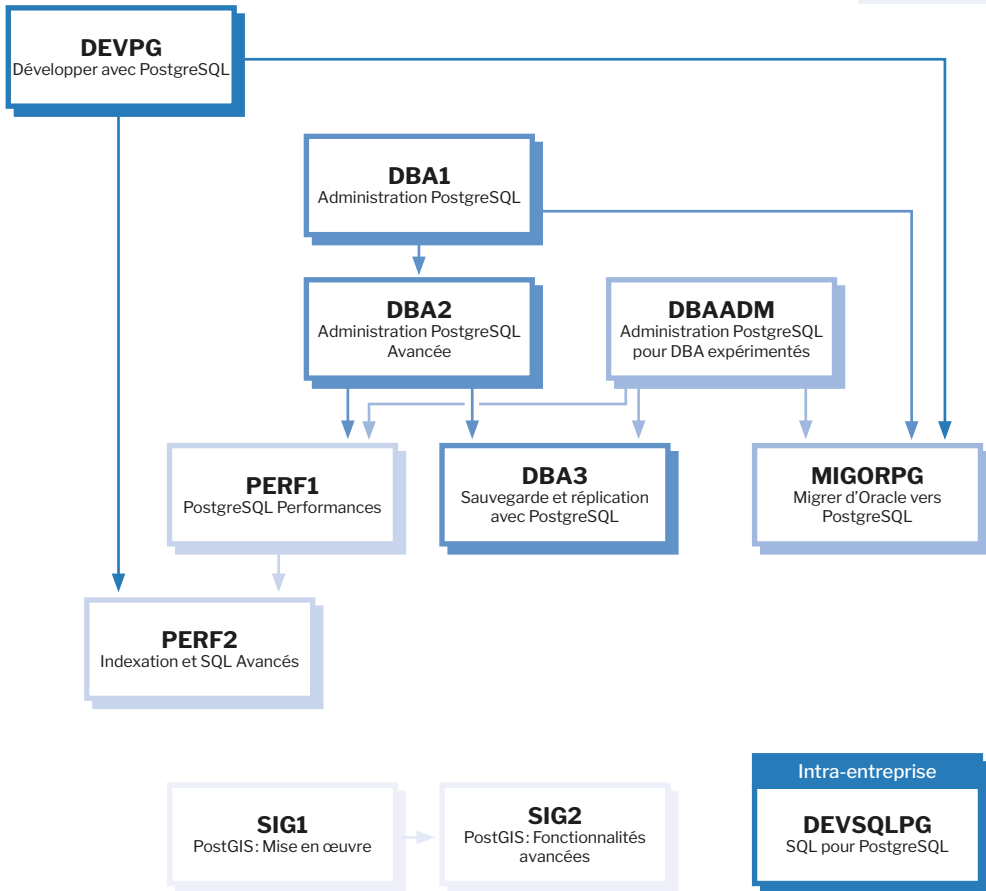 DEVPG
Développer avec PostgreSQL
DBA1
Administration PostgreSQL
DBA2
Administration PostgreSQL
Avancée
DBAADM
Administration PostgreSQL
pour DBA expérimentés
PERF1
PostgreSQL Performances
DBA3
Sauvegarde et réplication
avec PostgreSQL
MIGORPG
Migrer d'Oracle vers
PostgreSQL
PERF2
Indexation et SQL Avancés
SIG1
PostGIS : Mise en œuvre
SIG2
PostGIS : Fonctionnalités
avancées
Intra-entreprise
DEVSQLPG
SQL pour PostgreSQL